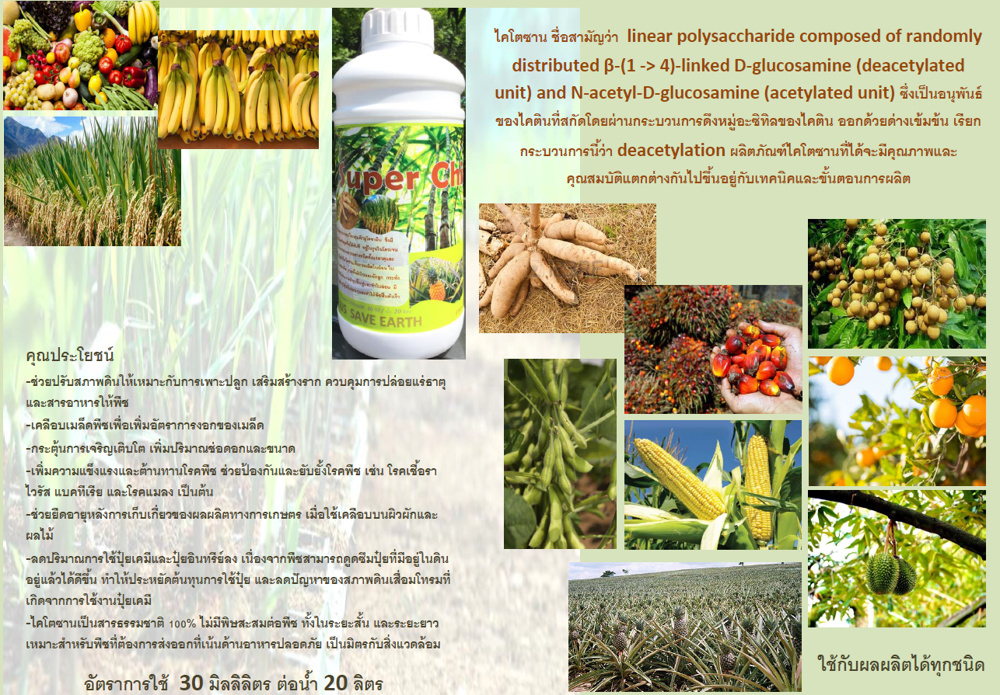 ไคโตซาน ชื่อสามัญว่า linear polysaccharide composed of randomly
distributed β-(1 -> 4)-linked D-glucosamine (deacetylated
unit) and N-acetyl-D-glucosamine (acetylated unit) ซึ่งเป็นอนุพันธ์
ของไคตินที่สกัดโดยผ่านกระบวนการดึงหมู่อะซิทิลของไคติน ออกด้วยด่างเข้มข้น เรียก
กระบวนการนี้ว่า deacetylation ผลิตภัณฑ์ไคโตซานที่ได้จะมีคุณภาพและ
คุณสมบัติแตกต่างกันไปขึ้นอยู่กับเทคนิคและขั้นตอนการผลิต
Super Chi
SAVE EARTH
คุณประโยชน์
-ช่วยปรับสภาพดินให้เหมาะกับการเพาะปลูก เสริมสร้างราก ควบคุมการปล่อยแร่ธาตุ
และสารอาหารให้พืช
-เคลือบเมล็ดพืชเพื่อเพิ่มอัตราการงอกของเมล็ด
-กระตุ้นการเจริญเติบโต เพิ่มปริมาณช่อดอกและขนาด
-เพิ่มความแข็งแรงและต้านทานโรคพืช ช่วยป้องกันและยับยั้งโรคพืช เช่น โรคเชื้อรา
ไวรัส แบคทีเรีย และโรคแมลง เป็นต้น
-ช่วยยืดอายุหลังการเก็บเกี่ยวของผลผลิตทางการเกษตร เมื่อใช้เคลือบบนผิวผักและ
ผลไม้
-ลดปริมาณการใช้ปุ๋ยเคมีและปุ๋ยอินทรีย์ลง เนื่องจากพืชสามารถดูดซึมปุ๋ยที่มีอยู่ในดิน
อยู่แล้วได้ดีขึ้น ทำให้ประหยัดต้นทุนการใช้ปุ๋ย และลดปัญหาของสภาพดินเสื่อมโทรมที่
เกิดจากการใช้งานปุ๋ยเคมี
-ไคโตซานเป็นสารธรรมชาติ 100% ไม่มีพิษสะสมต่อพืช ทั้งในระยะสั้น และระยะยาว
เหมาะสำหรับพืชที่ต้องการส่งออกที่เน้นด้านอาหารปลอดภัย เป็นมิตรกับสิ่งแวดล้อม
อัตราการใช้ 30 มิลลิลิตร ต่อน้ำ 20 ลิตร
ใช้กับผลผลิตได้ทุกชนิด